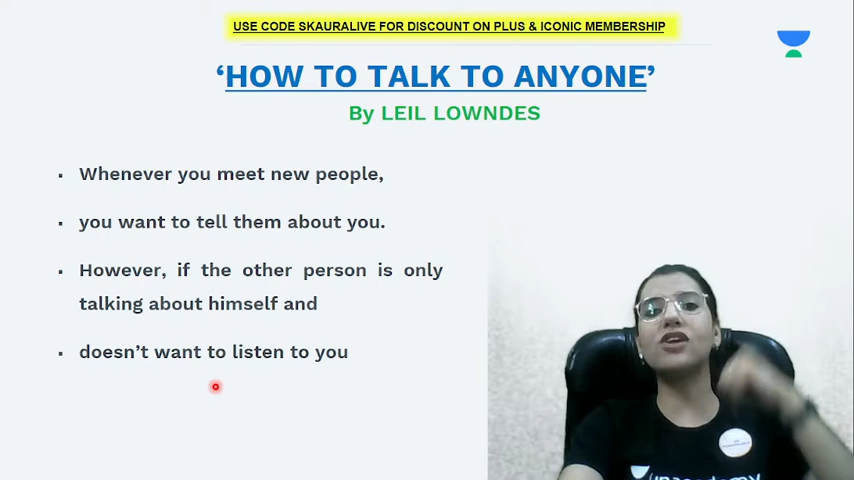 USE CODE SKAURALIVE FOR DISCOUNT ON PLUS & ICONIC MEMBERSHIP
‘HOW TO TALK TO ANYONE’
By LEIL LOWNDES
▪ Whenever you meet new people,
▪ you want to tell them about you.
▪ However, if the other person is only
talking about himself and
▪ doesn’t want to listen to you
unacademy